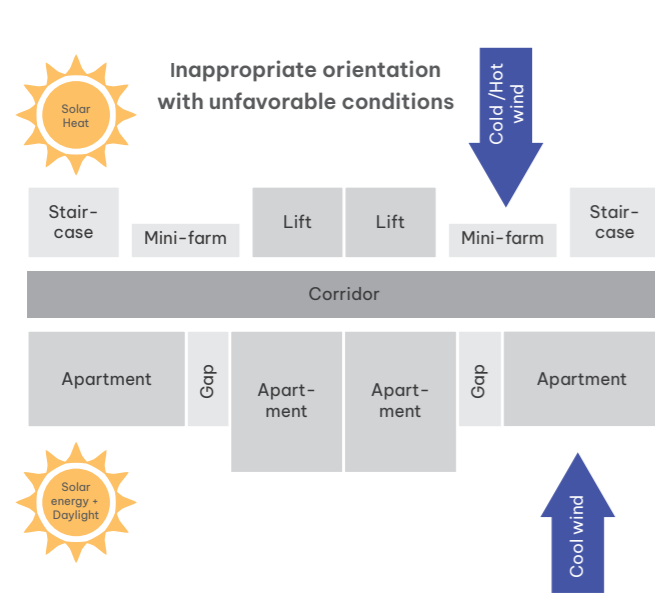 Inappropriate orientation
with unfavorable conditions
Solar
Heat
Cold /Hot
wind
Stair-
case
Mini-farm
Lift
Lift
Mini-farm
Stair-
case
Corridor
Apartment
Gap
Apart-
ment
Apart-
ment
Gap
Apartment
Solar
energy +
Daylight
Cool wind